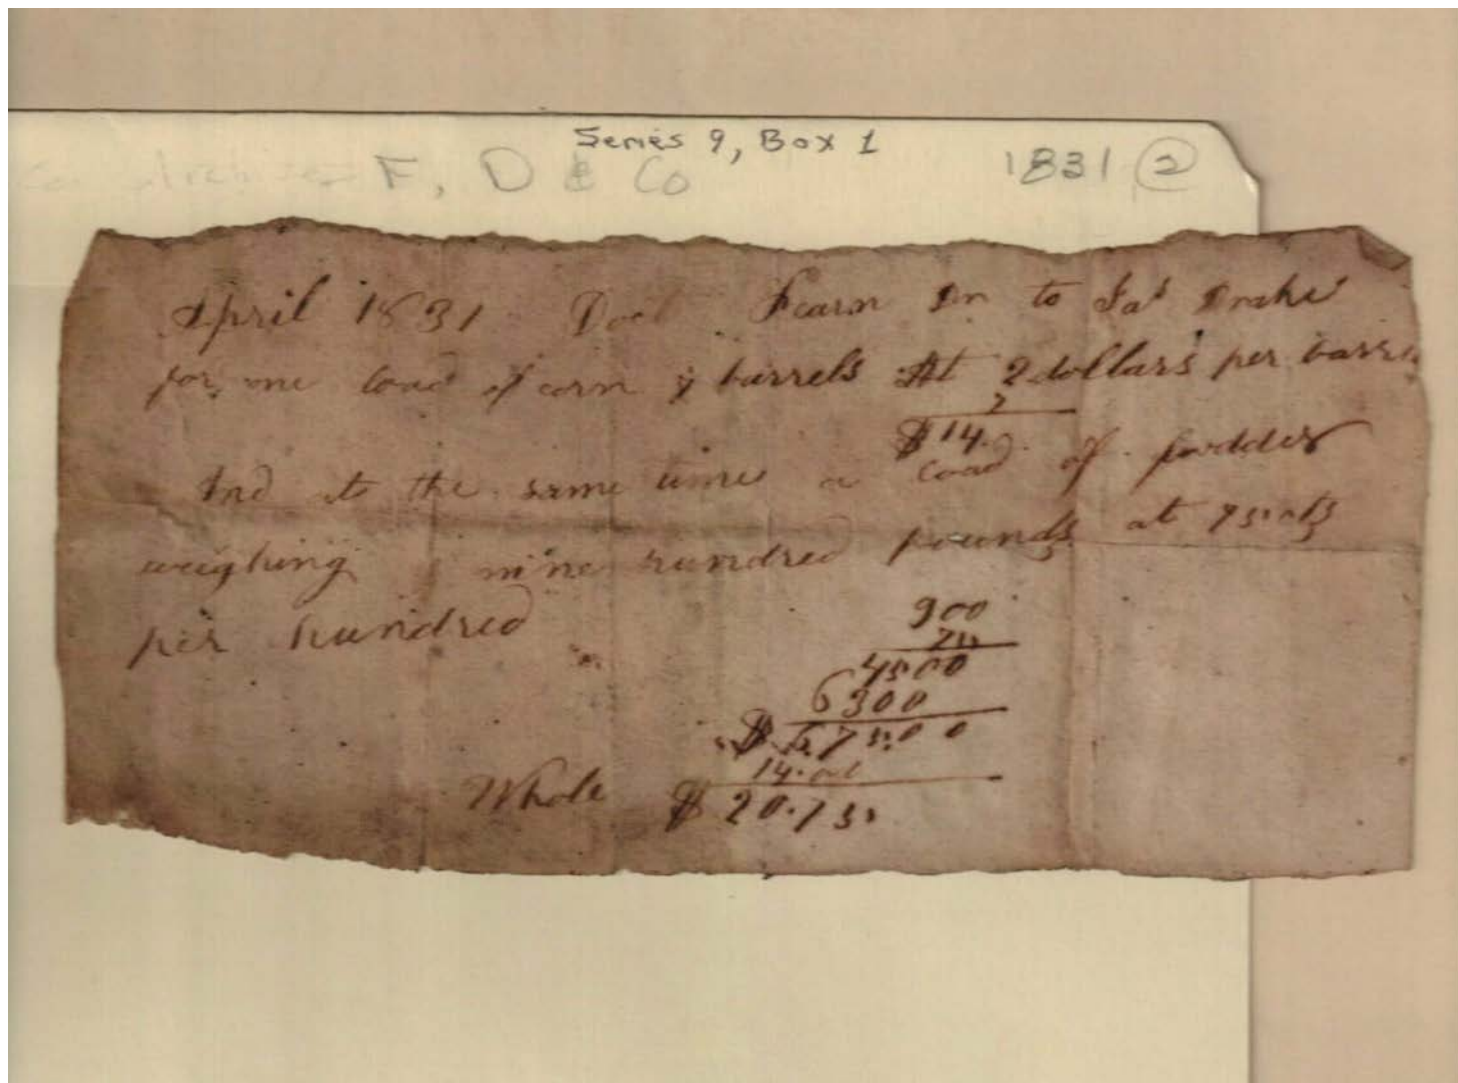 Series 9, Box 1
F, D & Co
1831 2
April 1831 Doct Fearn Dr to Jas Drake
for one load of corn 7 barrels At 2 dollars per barrel
7
$14.
And at the same time a load of fodder
weighing nine hundred pounds at 75 cts
per hundred
900
75
4500
6300
$ 6.75.00
14.00
Whole $ 20.75